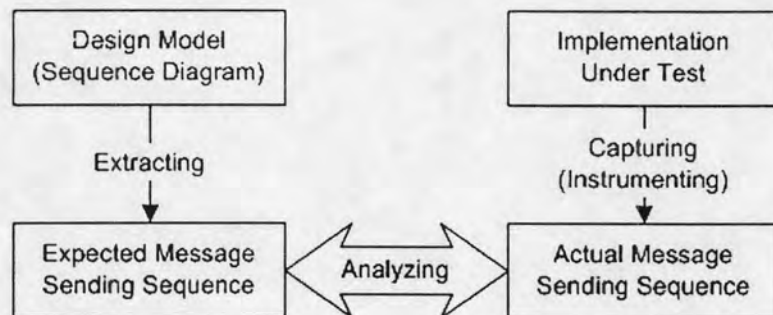 Design Model
(Sequence Diagram)
Implementation
Under Test
Extracting
Capturing
(Instrumenting)
Expected Message
Sending Sequence
Analyzing
Actual Message
Sending Sequence